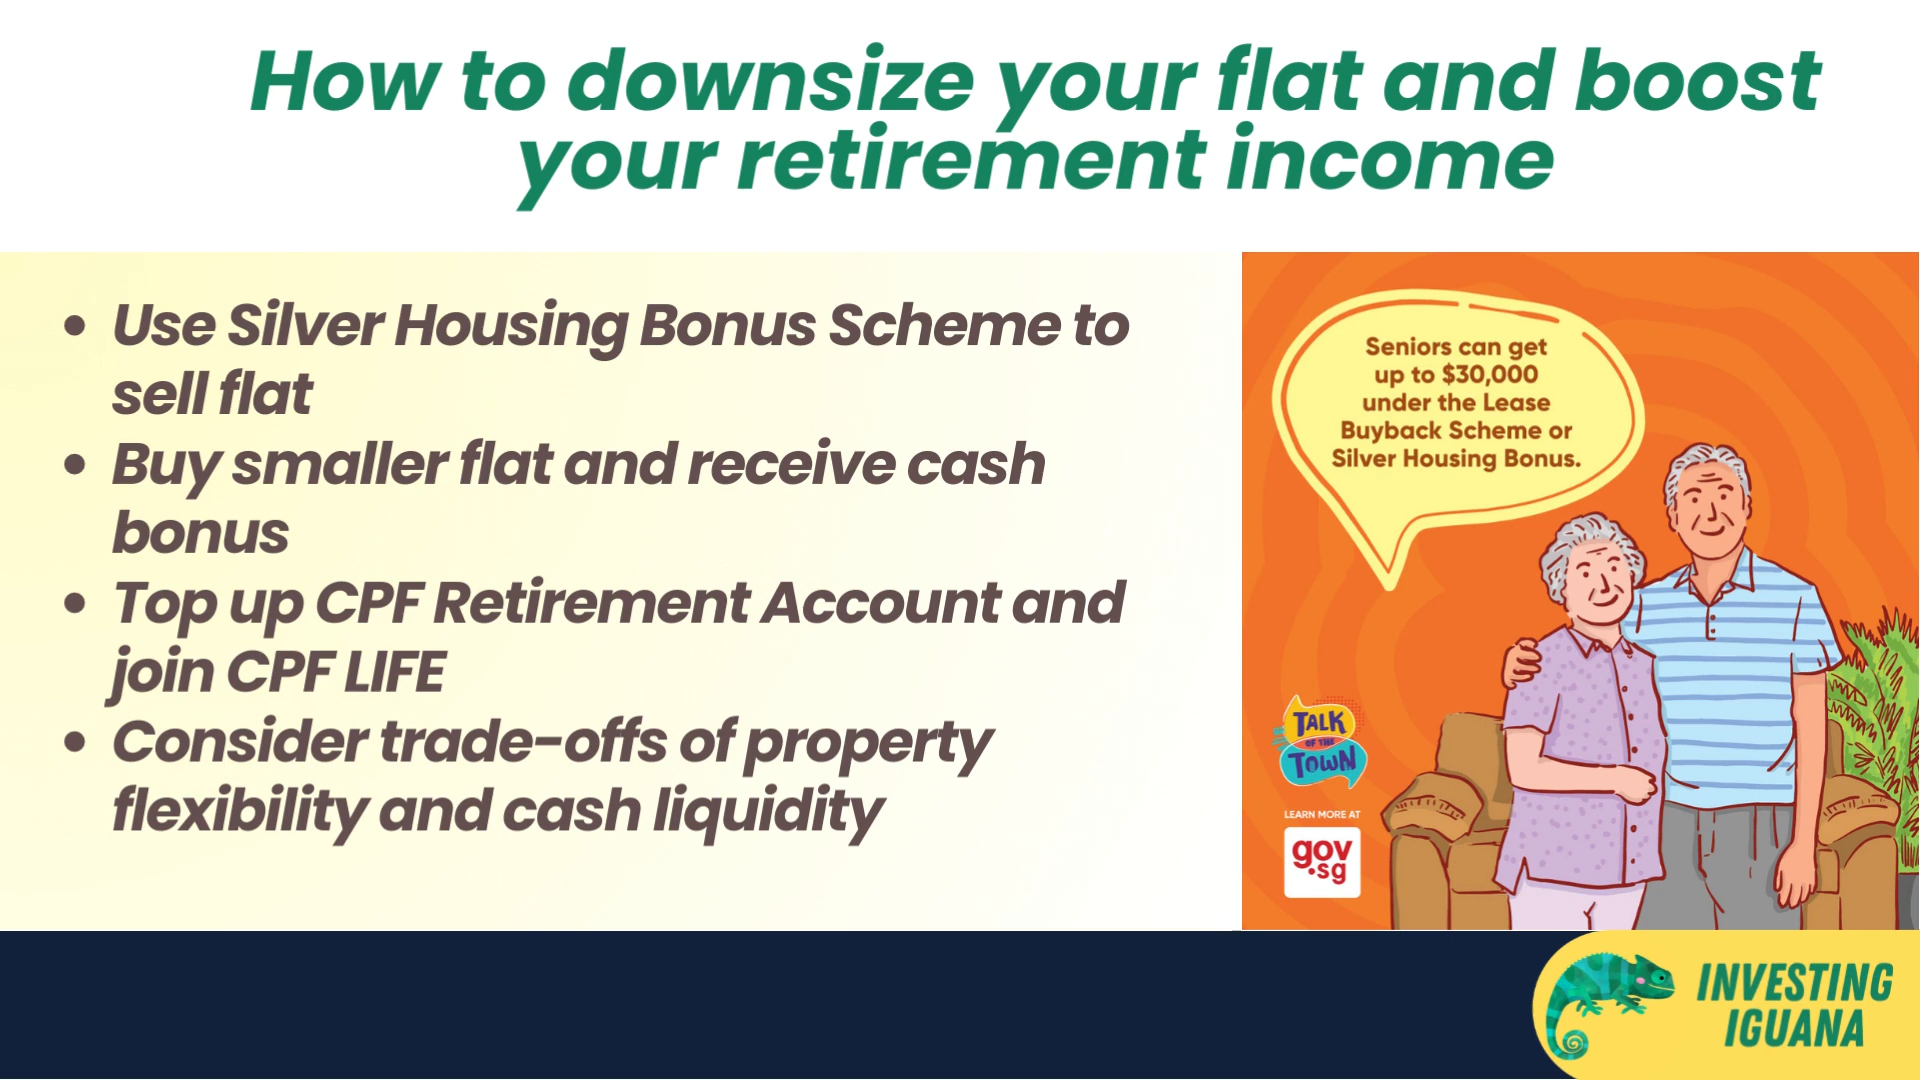 How to downsize your flat and boost
your retirement income
• Use Silver Housing Bonus Scheme to
sell flat
• Buy smaller flat and receive cash
bonus
• Top up CPF Retirement Account and
join CPF LIFE
• Consider trade-offs of property
flexibility and cash liquidity
Seniors can get
up to $30,000
under the Lease
Buyback Scheme or
Silver Housing Bonus.
TALK
OF THE
TOWN
LEARN MORE AT
gov
.sg
INVESTING
IGUANA